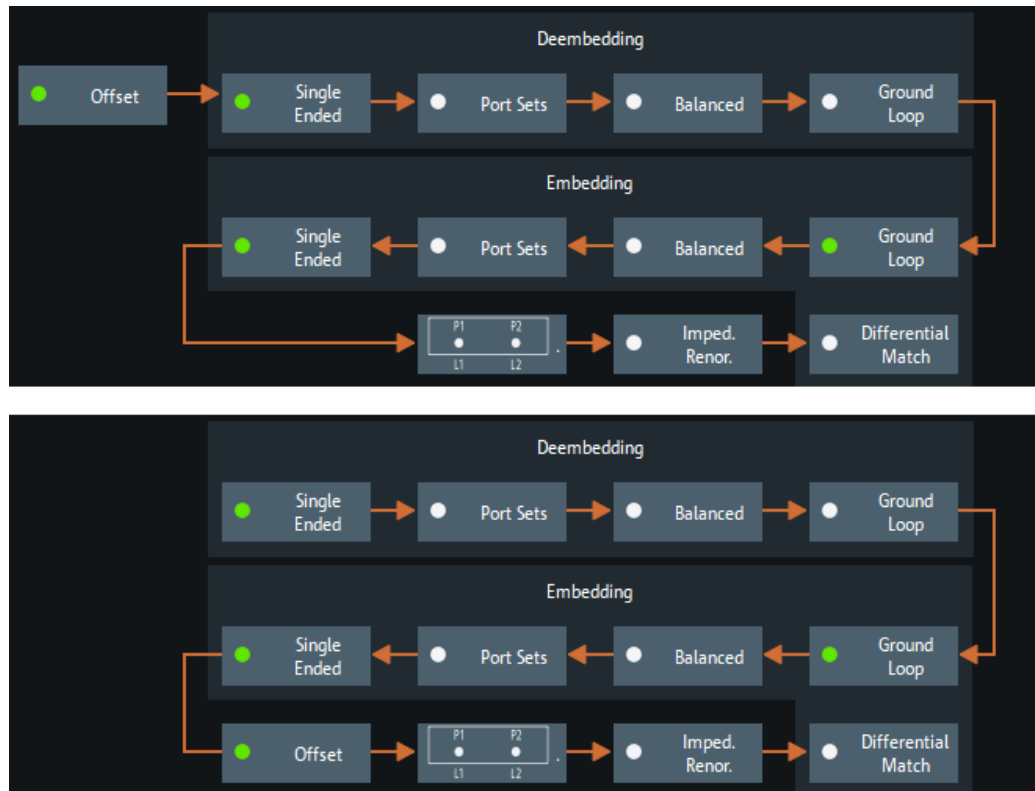 Deembedding
Offset
Single
Ended
Port Sets
Balanced
Ground
Loop
Embedding
Single
Ended
Port Sets
Balanced
Ground
Loop
P1 P2
L1 L2
.
Imped.
Renor.
Differential
Match
Deembedding
Single
Ended
Port Sets
Balanced
Ground
Loop
Embedding
Single
Ended
Port Sets
Balanced
Ground
Loop
Offset
P1 P2
L1 L2
.
Imped.
Renor.
Differential
Match